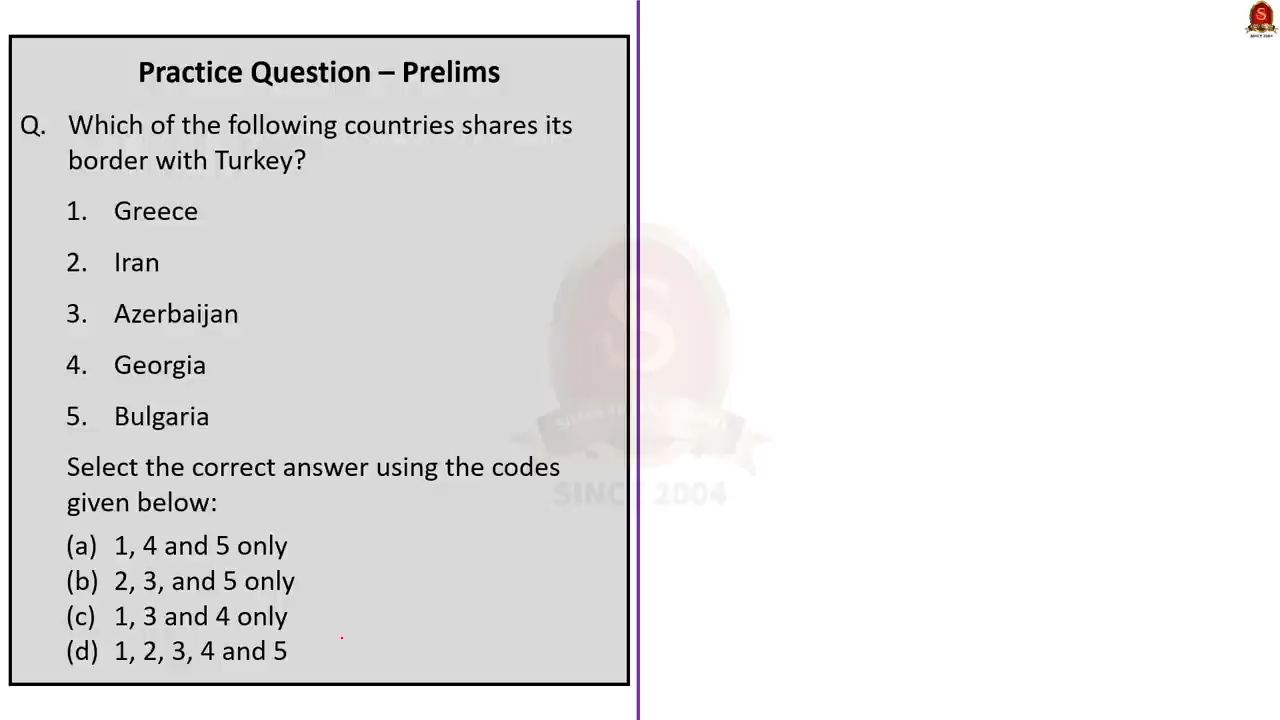 Practice Question – Prelims
Q. Which of the following countries shares its
border with Turkey?
1. Greece
2. Iran
3. Azerbaijan
4. Georgia
5. Bulgaria
Select the correct answer using the codes
given below:
(a) 1, 4 and 5 only
(b) 2, 3, and 5 only
(c) 1, 3 and 4 only
(d) 1, 2, 3, 4 and 5
S
SINCE 2004
S
SINCE 2004